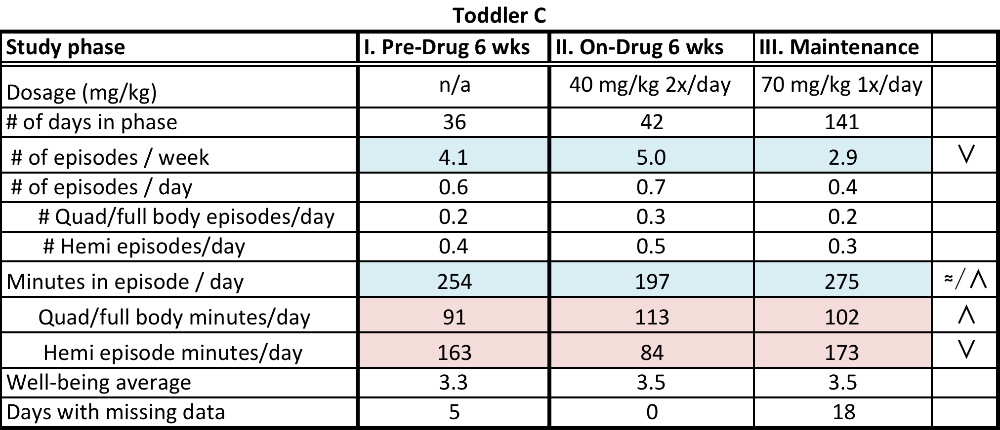 Toddler C
Study phase I. Pre-Drug 6 wks II. On-Drug 6 wks III. Maintenance
Dosage (mg/kg) n/a 40 mg/kg 2x/day 70 mg/kg 1x/day
# of days in phase 36 42 141
# of episodes / week 4.1 5.0 2.9 ∨
# of episodes / day 0.6 0.7 0.4
# Quad/full body episodes/day 0.2 0.3 0.2
# Hemi episodes/day 0.4 0.5 0.3
Minutes in episode / day 254 197 275 ≈/∧
Quad/full body minutes/day 91 113 102 ∧
Hemi episode minutes/day 163 84 173 ∨
Well-being average 3.3 3.5 3.5
Days with missing data 5 0 18